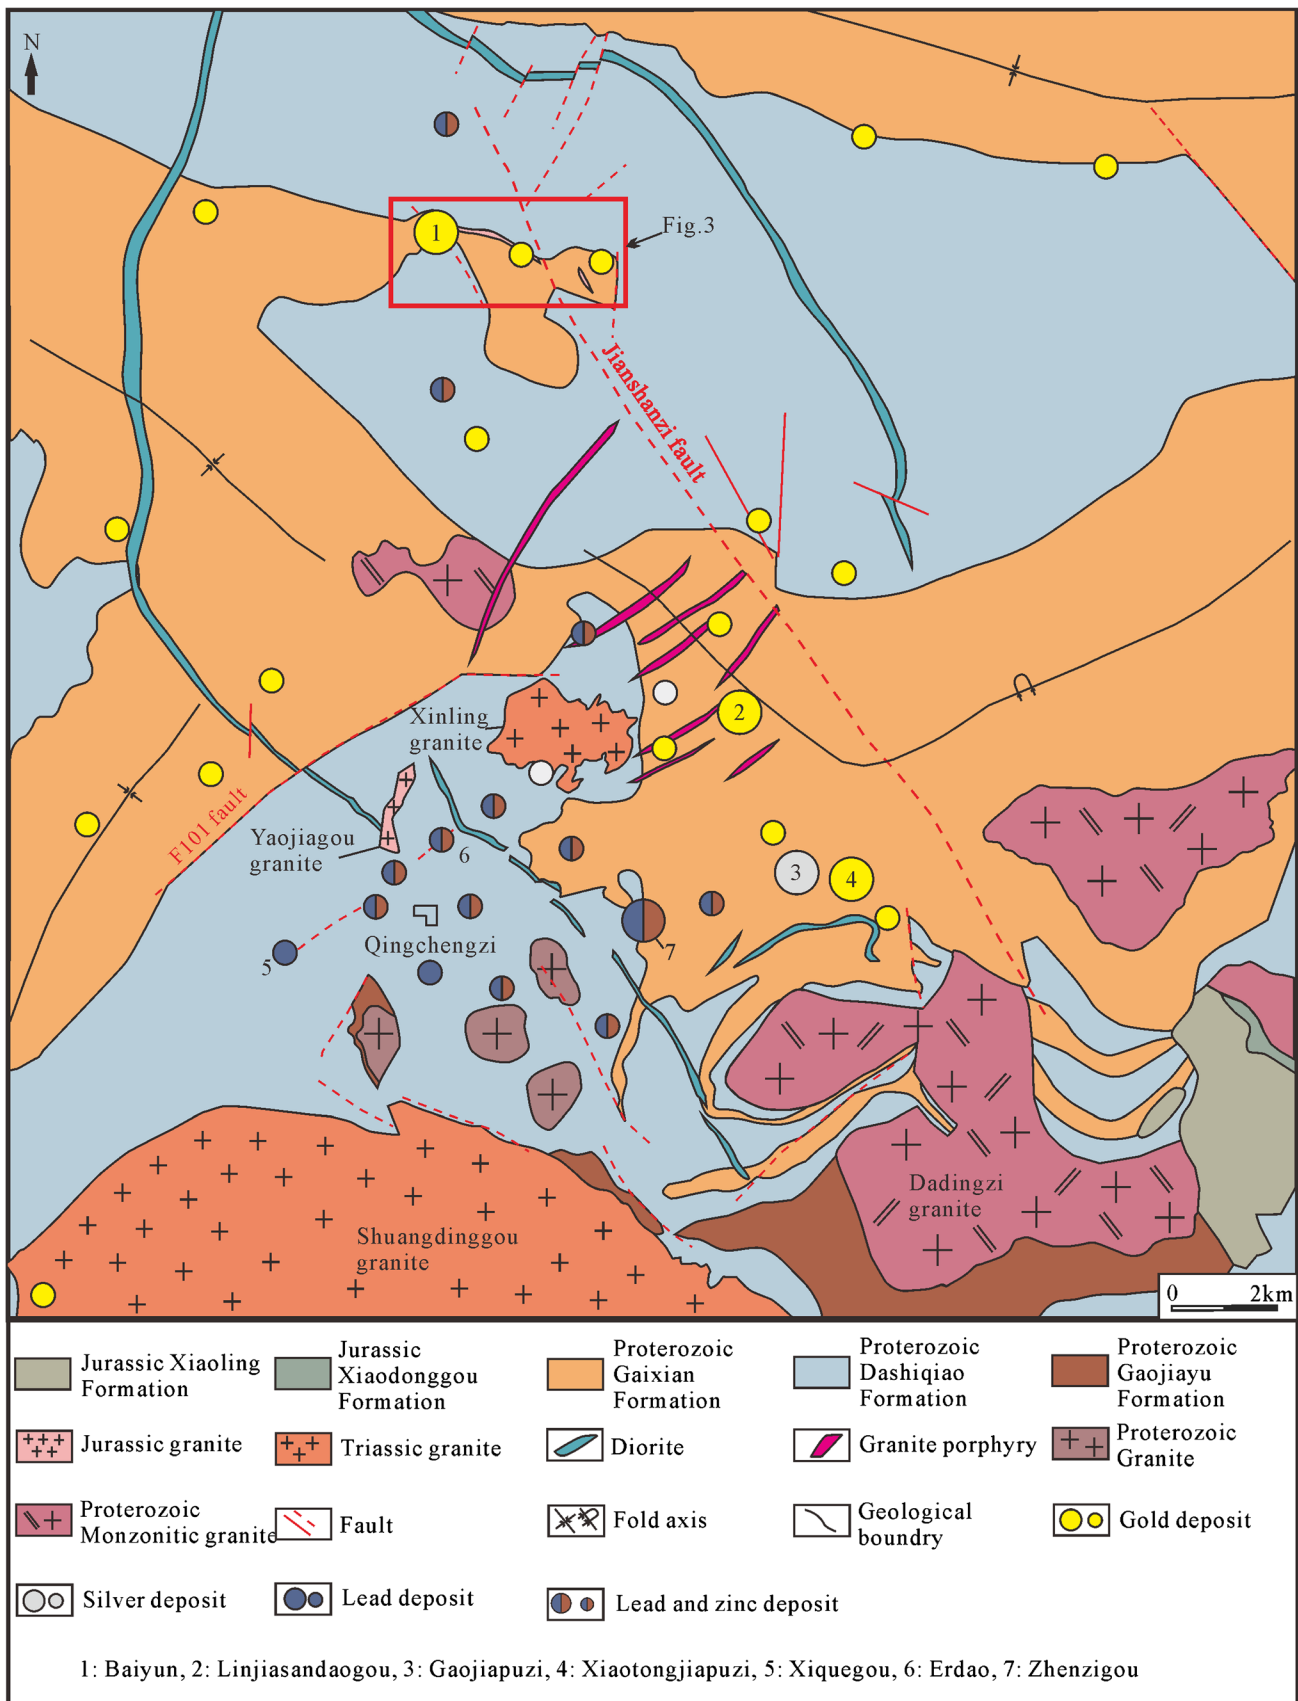 N
1
Fig.3
Jianshanzi fault
Xinling
granite
2
F101 fault
Yaojiagou
granite
6
3
4
Qingchengzi
5
7
Dadingzi
granite
Shuangdinggou
granite
0 2km
Jurassic Xiaoling
Formation
Jurassic
Xiaodonggou
Formation
Proterozoic
Gaixian
Formation
Proterozoic
Dashiqiao
Formation
Proterozoic
Gaojiayu
Formation
Jurassic granite
Triassic granite
Diorite
Granite porphyry
Proterozoic
Granite
Proterozoic
Monzonitic granite
Fault
Fold axis
Geological
boundry
Gold deposit
Silver deposit
Lead deposit
Lead and zinc deposit
1: Baiyun, 2: Linjiasandaogou, 3: Gaojiapuzi, 4: Xiaotongjiapuzi, 5: Xiquegou, 6: Erdao, 7: Zhenzigou